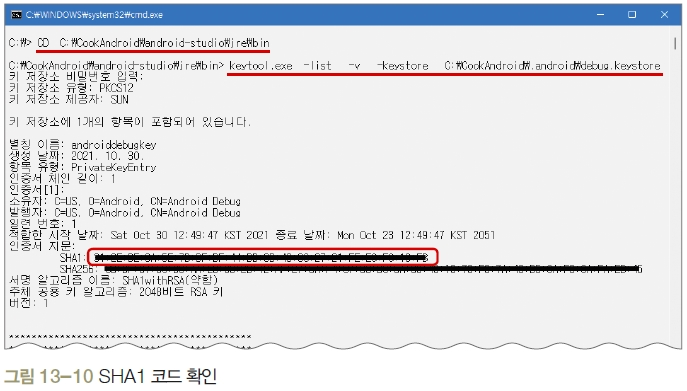 C:\WINDOWS\system32\cmd.exe
C:\> CD C:\CookAndroid\android-studio\jre\bin
C:\CookAndroid\android-studio\jre\bin> keytool.exe -list -v -keystore C:\CookAndroid\.android\debug.keystore
키 저장소 비밀번호 입력:
키 저장소 유형: PKCS12
키 저장소 제공자: SUN
키 저장소에 1개의 항목이 포함되어 있습니다.
별칭 이름: androiddebugkey
생성 날짜: 2021. 10. 30.
항목 유형: PrivateKeyEntry
인증서 체인 길이: 1
인증서[1]:
소유자: C=US, O=Android, CN=Android Debug
발행자: C=US, O=Android, CN=Android Debug
일련 번호: 1
적합한 시작 날짜: Sat Oct 30 12:49:47 KST 2021 종료 날짜: Mon Oct 23 12:49:47 KST 2051
인증서 지문:
SHA1:
SHA256:
서명 알고리즘 이름: SHA1withRSA(약함)
주체 공용 키 알고리즘: 2048비트 RSA 키
버전: 1
*******************************************
그림 13-10 SHA1 코드 확인